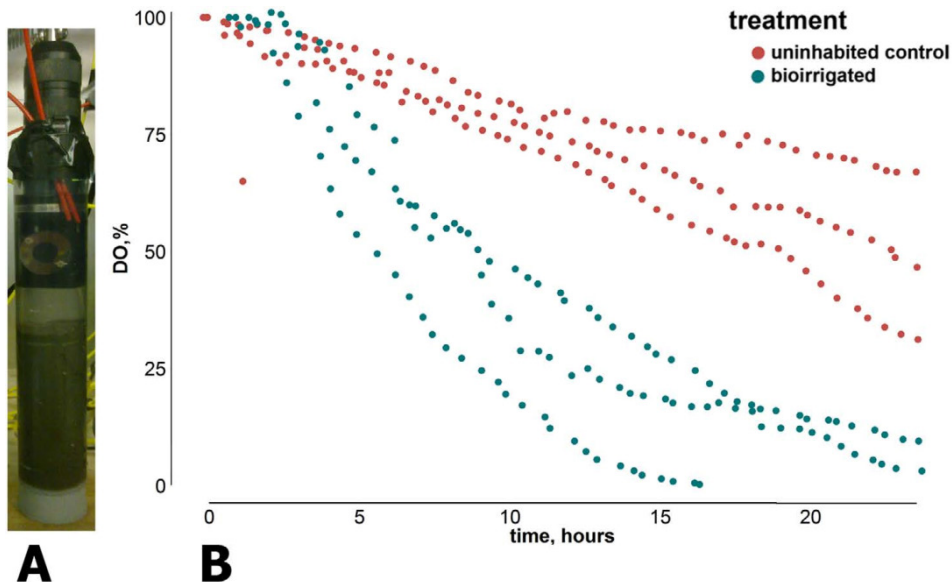 100
75
50
25
0
DO,%
treatment
uninhabited control
bioirrigated
0 5 10 15 20
time, hours
A B